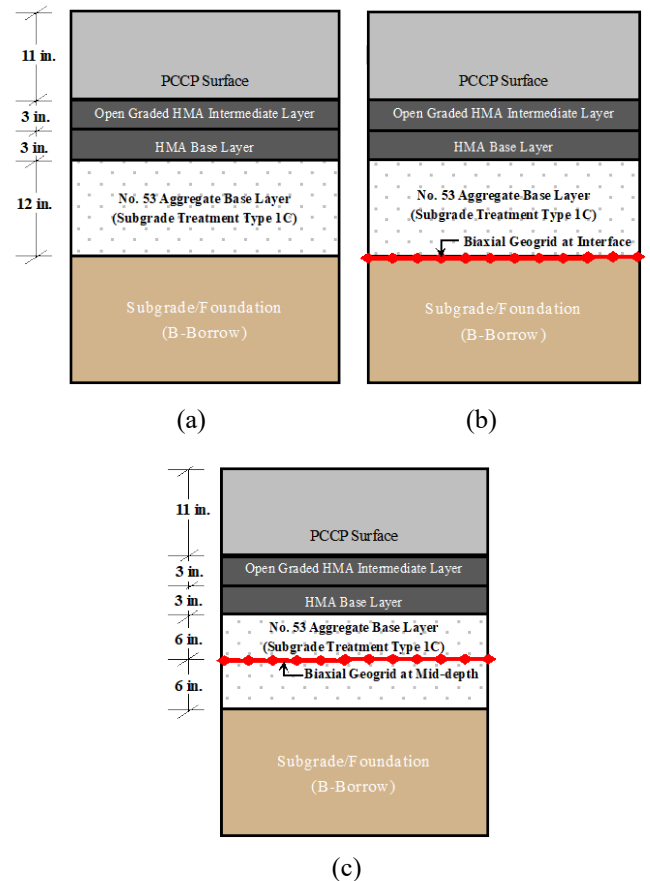 11 in.
PCCP Surface
3 in.
Open Graded HMA Intermediate Layer
3 in.
HMA Base Layer
12 in.
No. 53 Aggregate Base Layer
(Subgrade Treatment Type 1C)
Subgrade/Foundation
(B-Borrow)
(a)
PCCP Surface
Open Graded HMA Intermediate Layer
HMA Base Layer
No. 53 Aggregate Base Layer
(Subgrade Treatment Type 1C)
Biaxial Geogrid at Interface
Subgrade/Foundation
(B-Borrow)
(b)
11 in.
PCCP Surface
3 in.
Open Graded HMA Intermediate Layer
3 in.
HMA Base Layer
6 in.
No. 53 Aggregate Base Layer
(Subgrade Treatment Type 1C)
Biaxial Geogrid at Mid-depth
6 in.
Subgrade/Foundation
(B-Borrow)
(c)